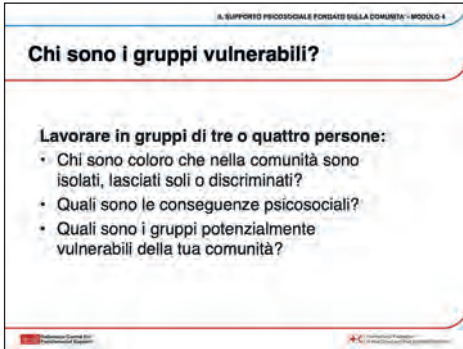 IL SUPPORTO PSICOSOCIALE FONDATO SULLA COMUNITA' - MODULO 4
Chi sono i gruppi vulnerabili?
Lavorare in gruppi di tre o quattro persone:
• Chi sono coloro che nella comunità sono
isolati, lasciati soli o discriminati?
• Quali sono le conseguenze psicosociali?
• Quali sono i gruppi potenzialmente
vulnerabili della tua comunità?